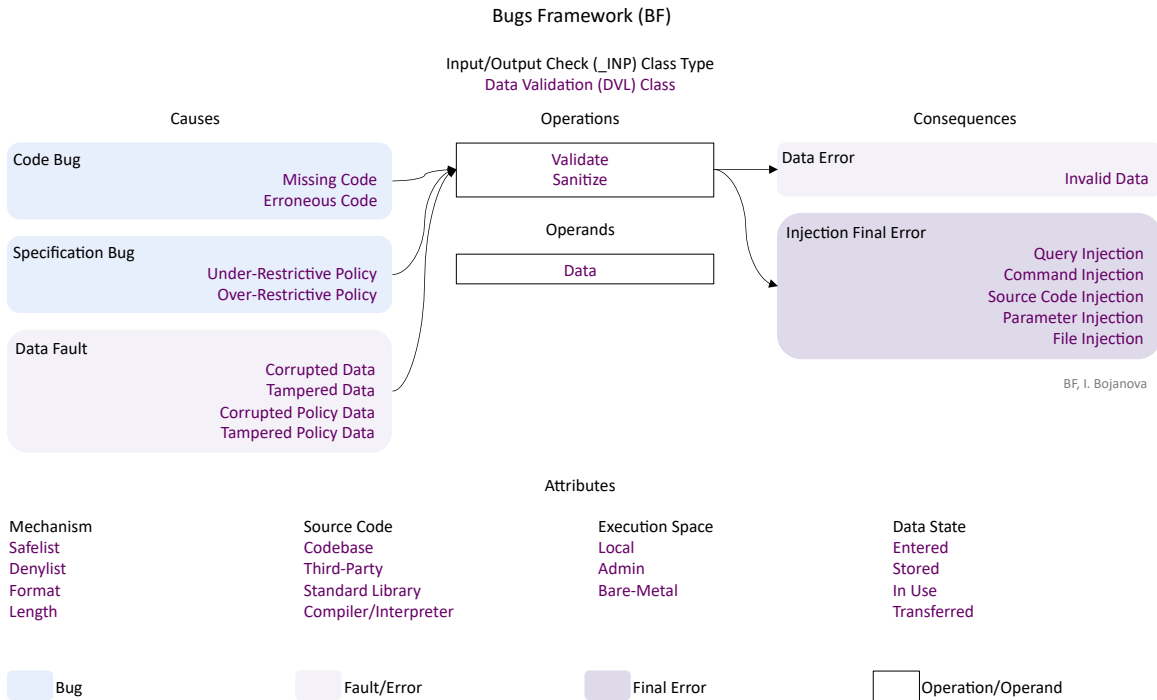 Bugs Framework (BF)
Input/Output Check (_INP) Class Type
Data Validation (DVL) Class
Causes
Operations
Consequences
Code Bug
Missing Code
Erroneous Code
Specification Bug
Under-Restrictive Policy
Over-Restrictive Policy
Data Fault
Corrupted Data
Tampered Data
Corrupted Policy Data
Tampered Policy Data
Validate
Sanitize
Operands
Data
Data Error
Invalid Data
Injection Final Error
Query Injection
Command Injection
Source Code Injection
Parameter Injection
File Injection
BF, I. Bojanova
Attributes
Mechanism
Safelist
Denylist
Format
Length
Source Code
Codebase
Third-Party
Standard Library
Compiler/Interpreter
Execution Space
Local
Admin
Bare-Metal
Data State
Entered
Stored
In Use
Transferred
Bug
Fault/Error
Final Error
Operation/Operand